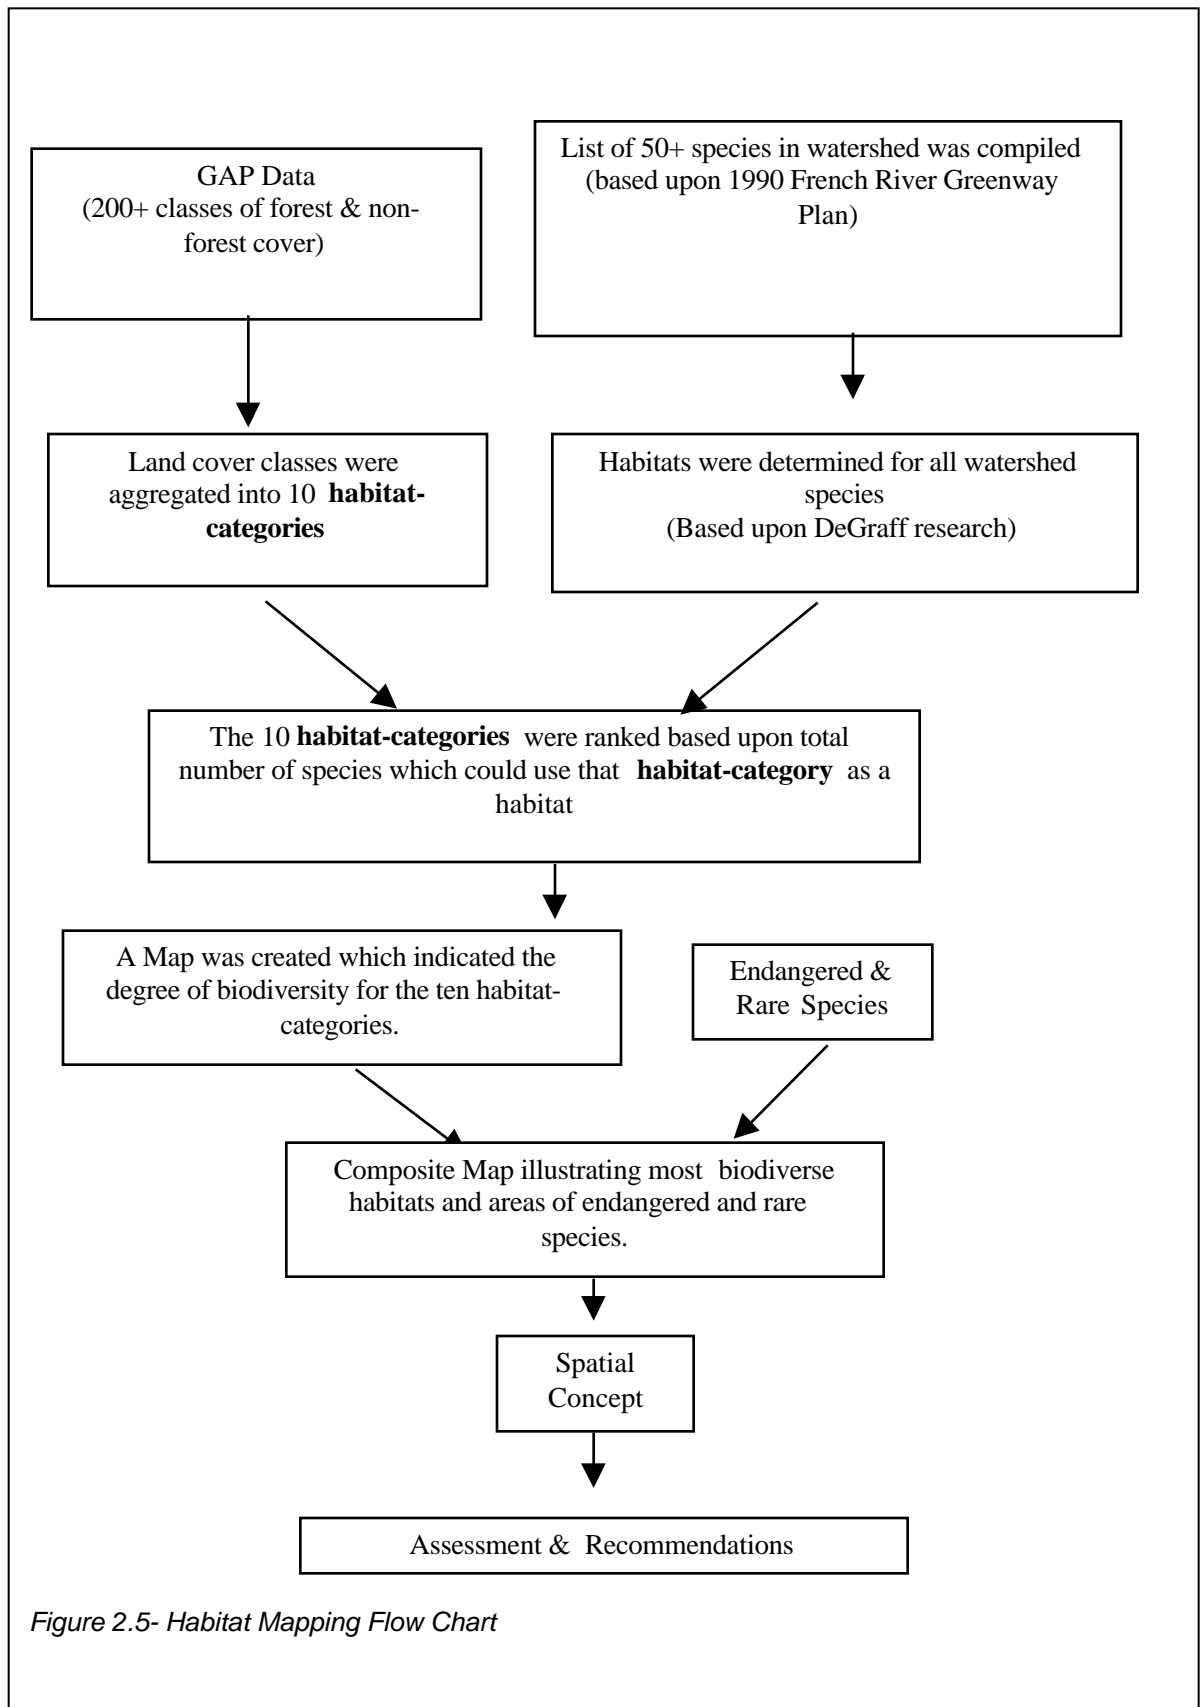 GAP Data
(200+ classes of forest & non-
forest cover)
List of 50+ species in watershed was compiled
(based upon 1990 French River Greenway
Plan)
Land cover classes were
aggregated into 10 habitat-
categories
Habitats were determined for all watershed
species
(Based upon DeGraff research)
The 10 habitat-categories were ranked based upon total
number of species which could use that habitat-category as a
habitat
A Map was created which indicated the
degree of biodiversity for the ten habitat-
categories.
Endangered &
Rare Species
Composite Map illustrating most biodiverse
habitats and areas of endangered and rare
species.
Spatial
Concept
Assessment & Recommendations
Figure 2.5- Habitat Mapping Flow Chart